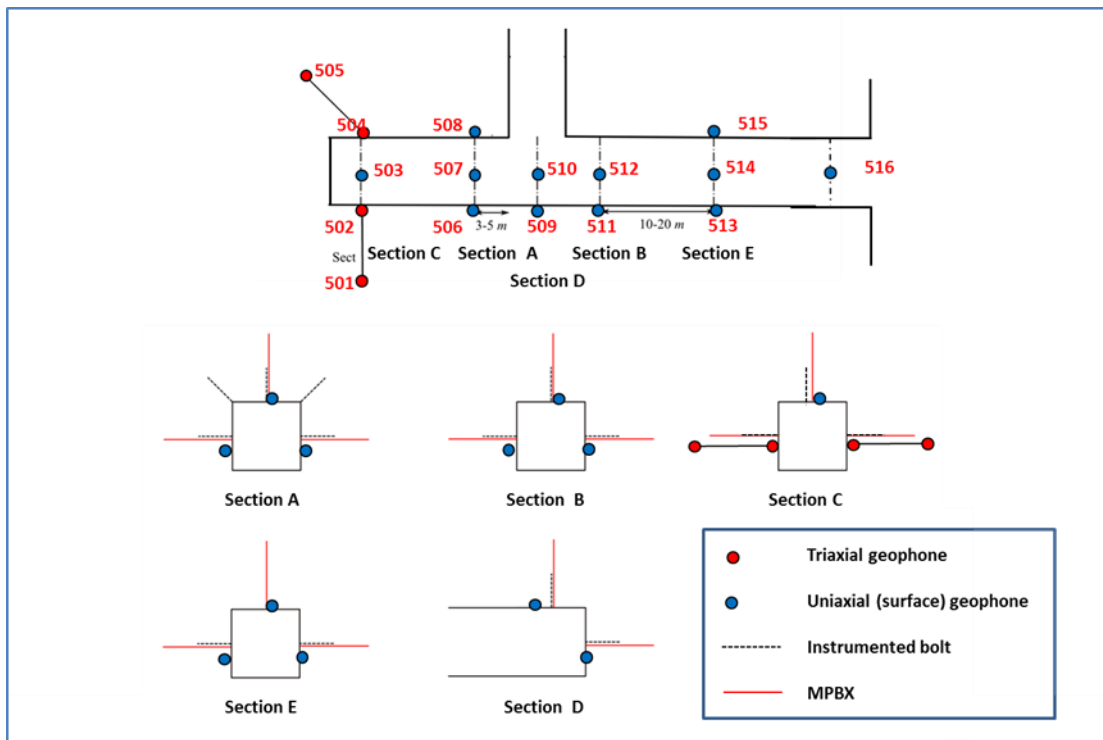 505
504
508
515
503
507
510
512
514
516
502
506
3-5 m
509
511
10-20 m
513
Sect
Section C
Section A
Section B
Section E
501
Section D
Section A
Section B
Section C
Section E
Section D
Triaxial geophone
Uniaxial (surface) geophone
Instrumented bolt
MPBX